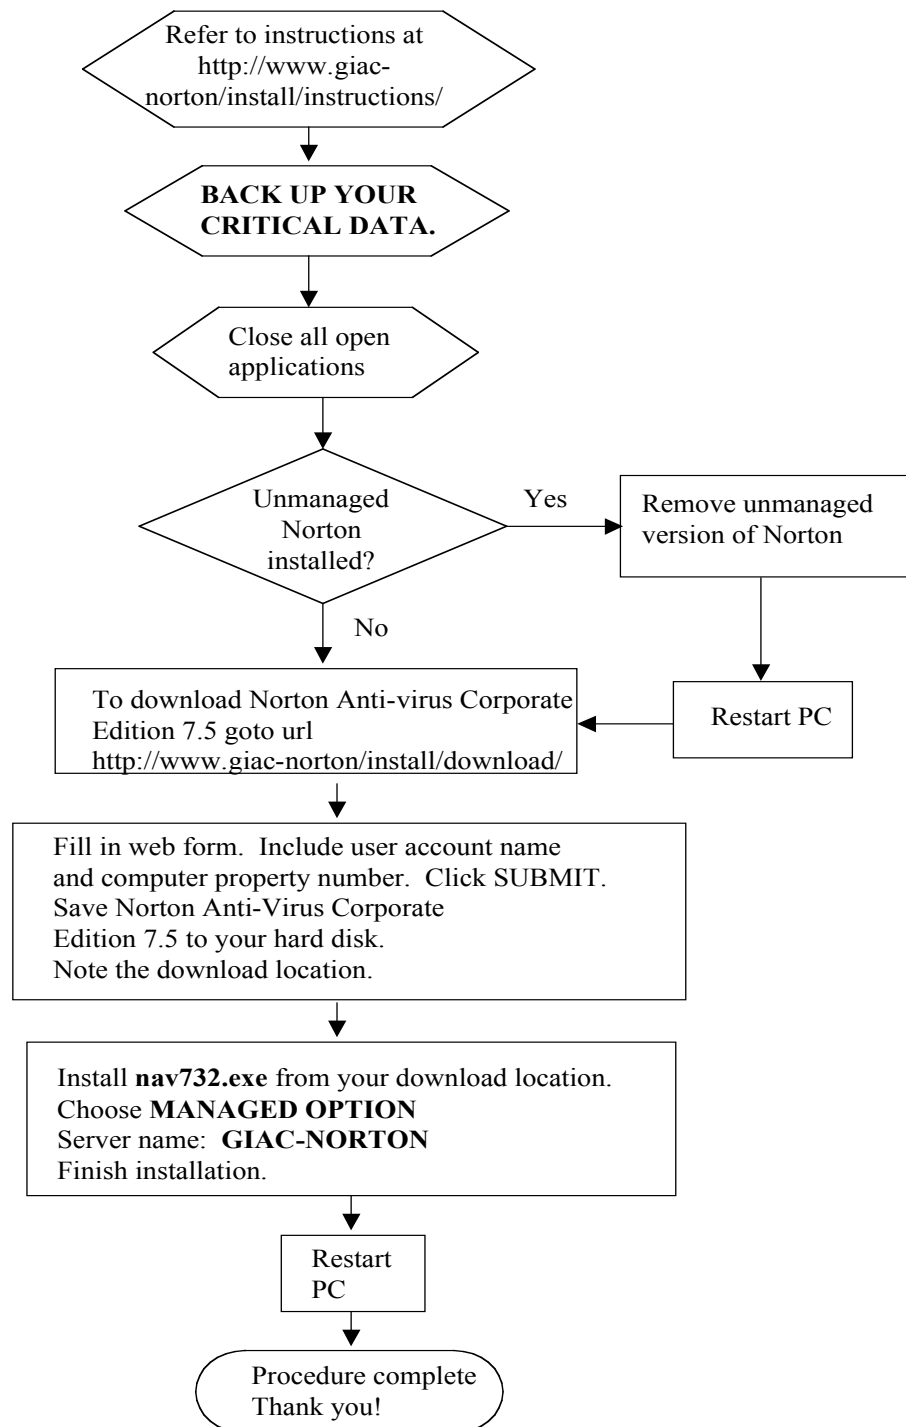 Refer to instructions at
http://www.giac-
norton/install/instructions/
BACK UP YOUR
CRITICAL DATA.
Close all open
applications
Unmanaged
Norton
installed?
Yes
Remove unmanaged
version of Norton
No
Restart PC
To download Norton Anti-virus Corporate
Edition 7.5 goto url
http://www.giac-norton/install/download/
Fill in web form.  Include user account name
and computer property number.  Click SUBMIT.
Save Norton Anti-Virus Corporate
Edition 7.5 to your hard disk.
Note the download location.
Install nav732.exe from your download location.
Choose MANAGED OPTION
Server name:  GIAC-NORTON
Finish installation.
Restart
PC
Procedure complete
Thank you!